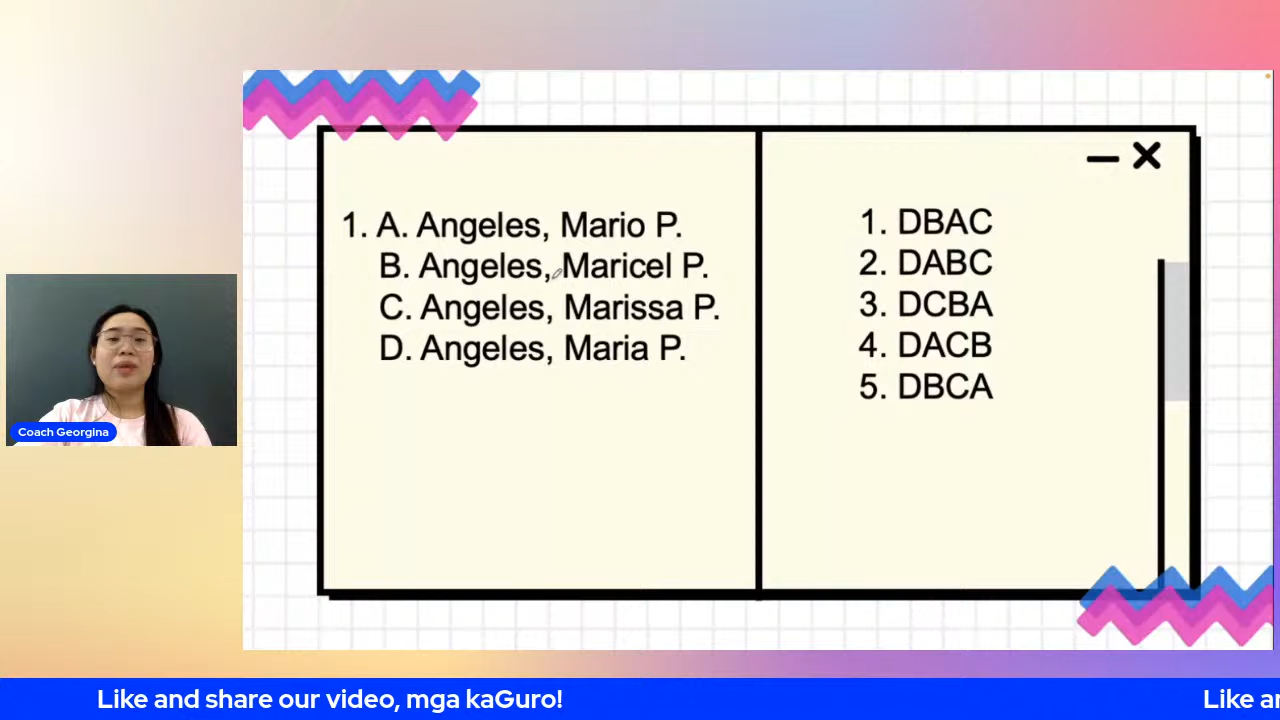 1. A. Angeles, Mario P.
B. Angeles, Maricel P.
C. Angeles, Marissa P.
D. Angeles, Maria P.
1. DBAC
2. DABC
3. DCBA
4. DACB
5. DBCA
Coach Georgina
Like and share our video, mga kaGuro!
Like